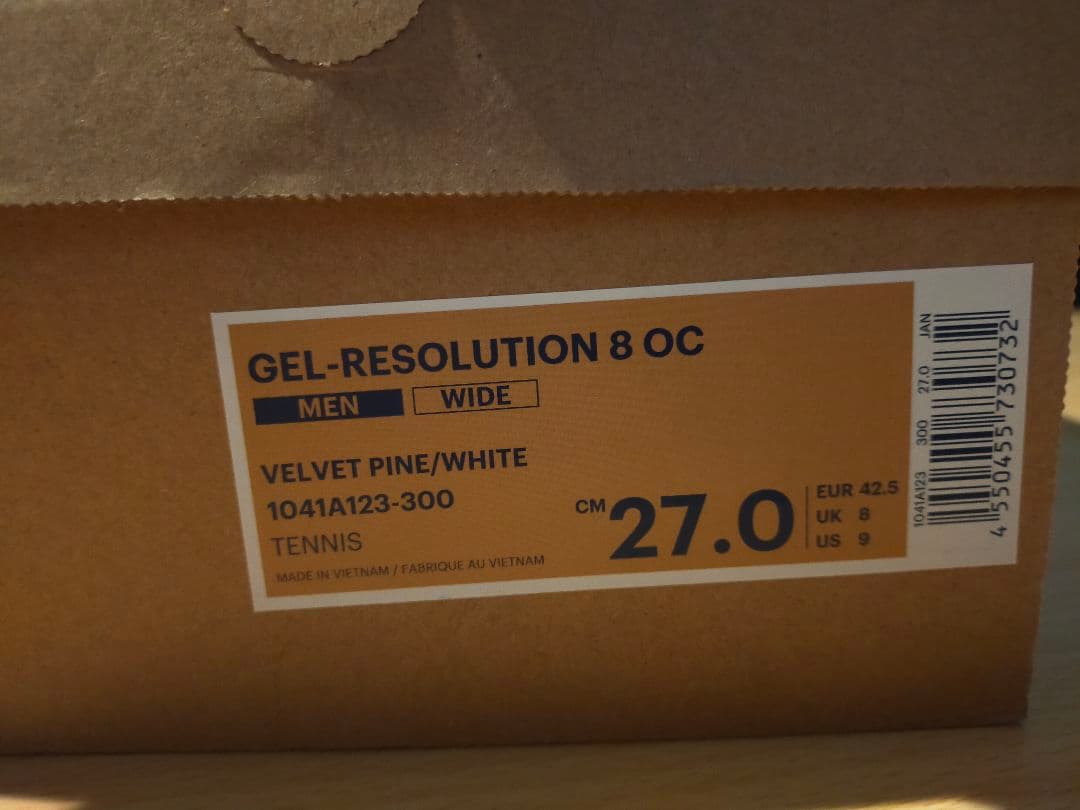 GEL-RESOLUTION 8 OC
MEN WIDE
VELVET PINE/WHITE
1041A123-300
TENNIS
MADE IN VIETNAM / FABRIQUE AU VIETNAM
CM 27.0
EUR 42.5
UK 8
US 9
1041A123 300 27.0 JAN
4 550455 730732